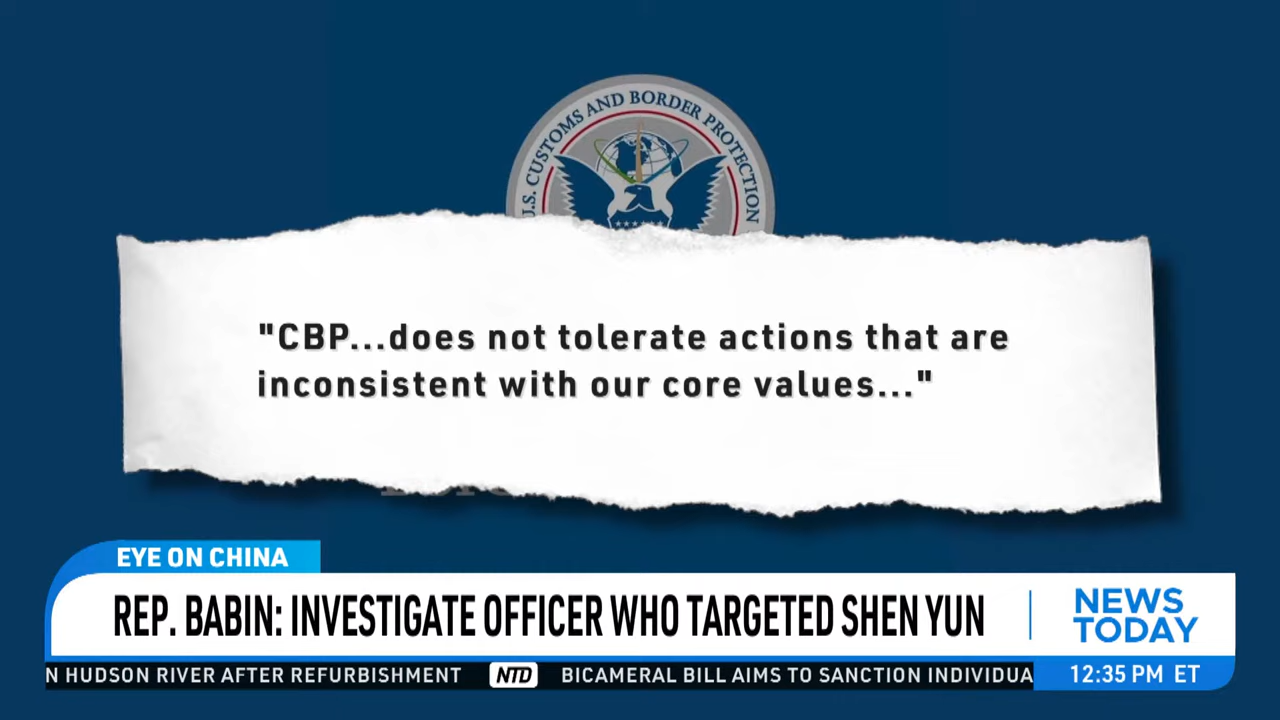 U.S. CUSTOMS AND BORDER PROTECTION
"CBP...does not tolerate actions that are
inconsistent with our core values..."
EYE ON CHINA
REP. BABIN: INVESTIGATE OFFICER WHO TARGETED SHEN YUN
NEWS
TODAY
N HUDSON RIVER AFTER REFURBISHMENT NTD BICAMERAL BILL AIMS TO SANCTION INDIVIDUA
12:35 PM ET